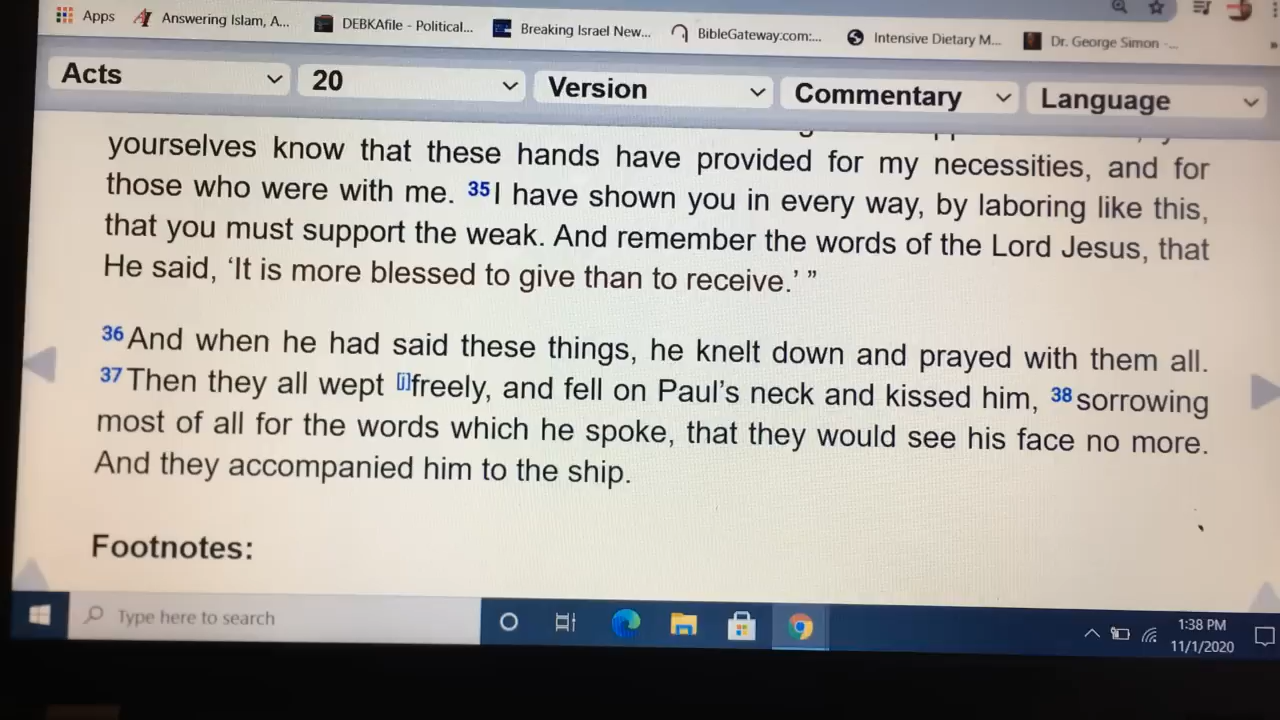 Apps Answering Islam, A... DEBKAfile - Political... Breaking Israel New... BibleGateway.com:... Intensive Dietary M... Dr. George Simon -... »
Acts 20 Version Commentary Language
yourselves know that these hands have provided for my necessities, and for
those who were with me. 35 I have shown you in every way, by laboring like this,
that you must support the weak. And remember the words of the Lord Jesus, that
He said, ‘It is more blessed to give than to receive.’ ”
36 And when he had said these things, he knelt down and prayed with them all.
37 Then they all wept [j]freely, and fell on Paul’s neck and kissed him, 38 sorrowing
most of all for the words which he spoke, that they would see his face no more.
And they accompanied him to the ship.
Footnotes:
Type here to search
1:38 PM
11/1/2020